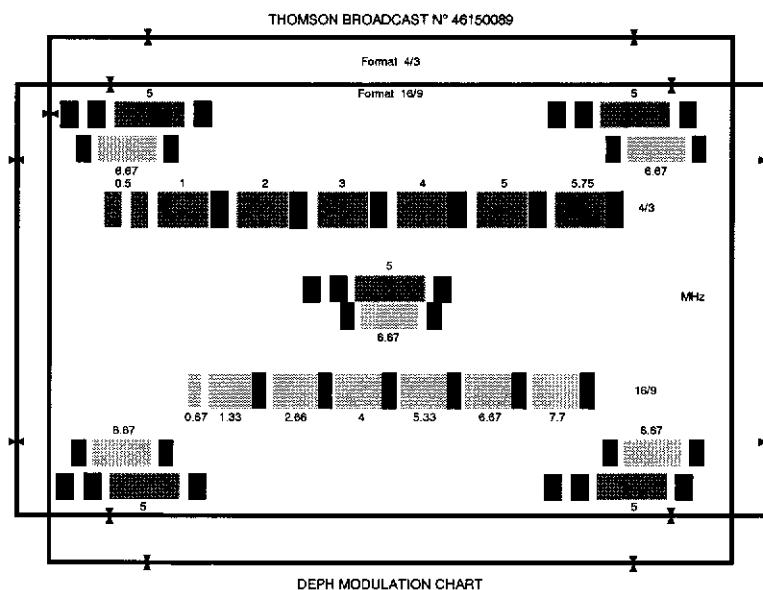 THOMSON BROADCAST N° 46150089
Format 4/3
Format 16/9
5 5
6.67 6.67
0.5 1 2 3 4 5 5.75
4/3
5
MHz
6.67
16/9
0.67 1.33 2.66 4 5.33 6.67 7.7
6.67 6.67
5 5
DEPH MODULATION CHART